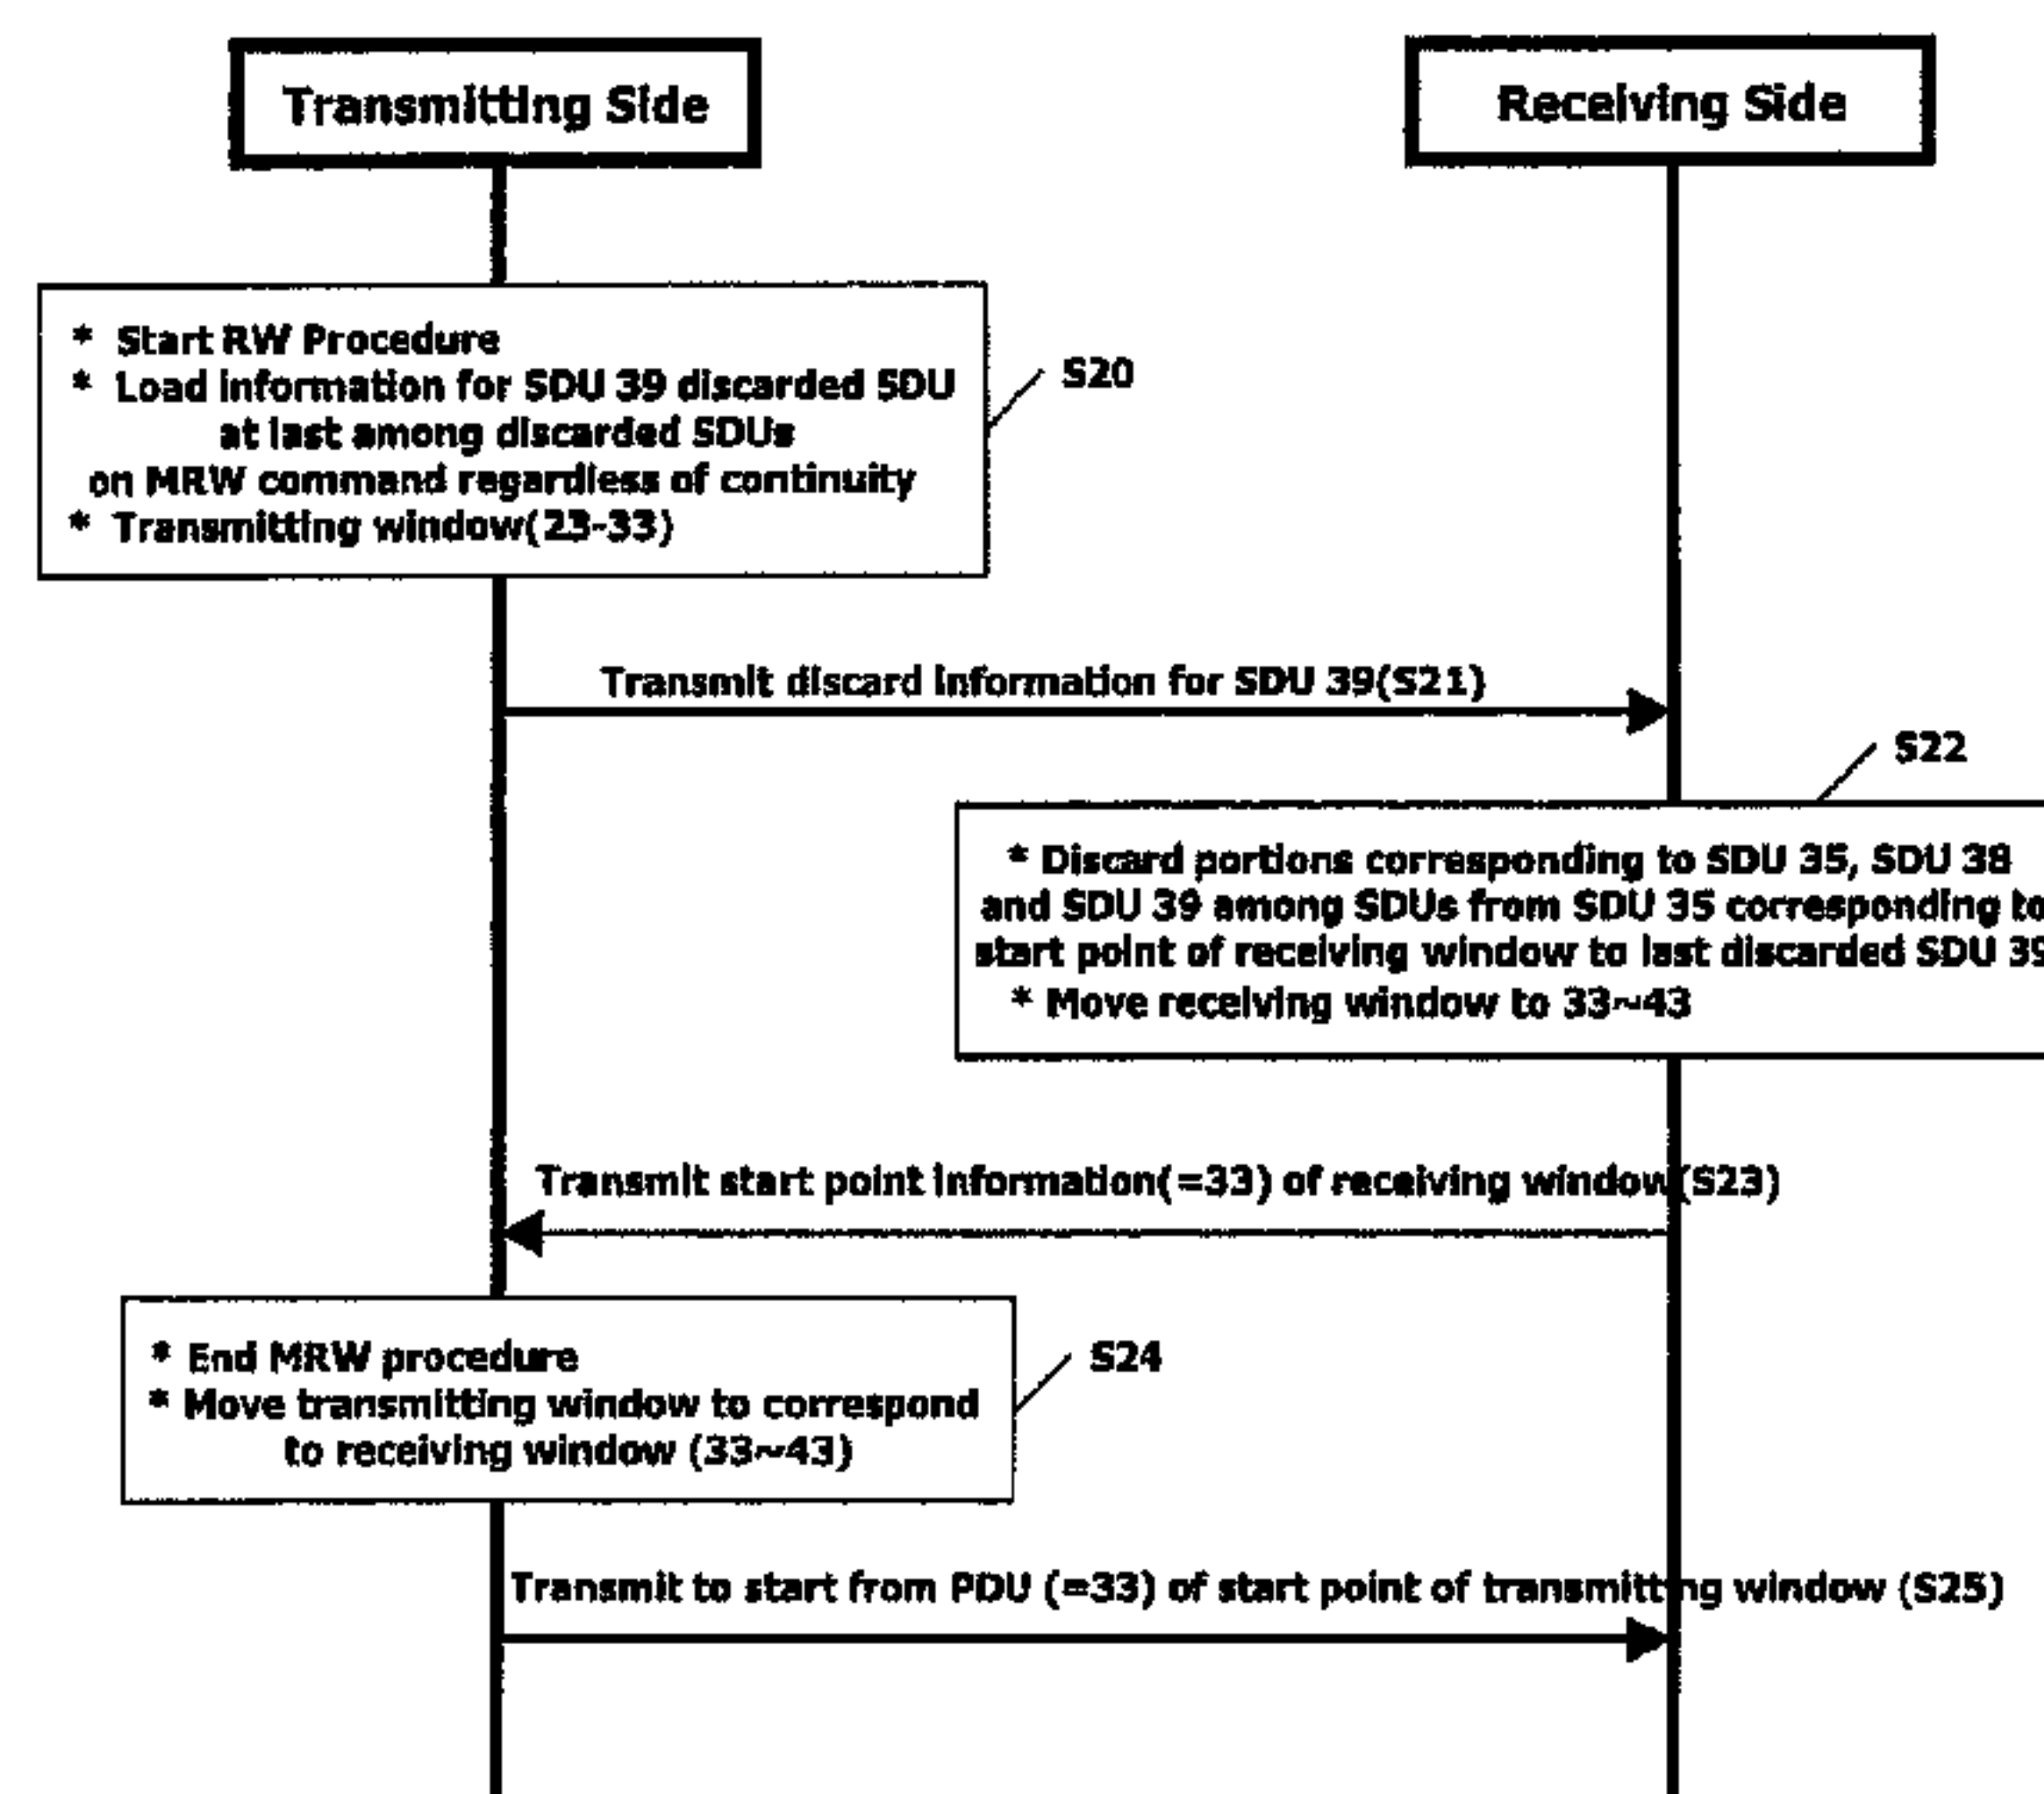 Transmitting Side
Receiving Side
* Start RW Procedure
* Load information for SDU 39 discarded SDU
at last among discarded SDUs
on MRW command regardless of continuity
* Transmitting window(23-33)
S20
Transmit discard information for SDU 39(S21)
S22
* Discard portions corresponding to SDU 35, SDU 38
and SDU 39 among SDUs from SDU 35 corresponding to
start point of receiving window to last discarded SDU 39
* Move receiving window to 33~43
Transmit start point information(=33) of receiving window(S23)
* End MRW procedure
* Move transmitting window to correspond
to receiving window (33~43)
S24
Transmit to start from PDU (=33) of start point of transmitting window (S25)